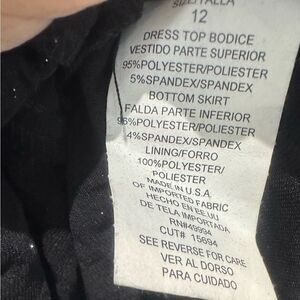 SIZE/TALLA
12
DRESS TOP BODICE
VESTIDO PARTE SUPERIOR
95%POLYESTER/POLIESTER
5%SPANDEX/SPANDEX
BOTTOM SKIRT
FALDA PARTE INFERIOR
96%POLYESTER/POLIESTER
4%SPANDEX/SPANDEX
LINING/FORRO
100%POLYESTER/
POLIESTER
MADE IN U.S.A.
OF IMPORTED FABRIC
HECHO EN EE.UU
DE TELA IMPORTADA
RN#49994
CUT# 15694
SEE REVERSE FOR CARE
VER AL DORSO
PARA CUIDADO